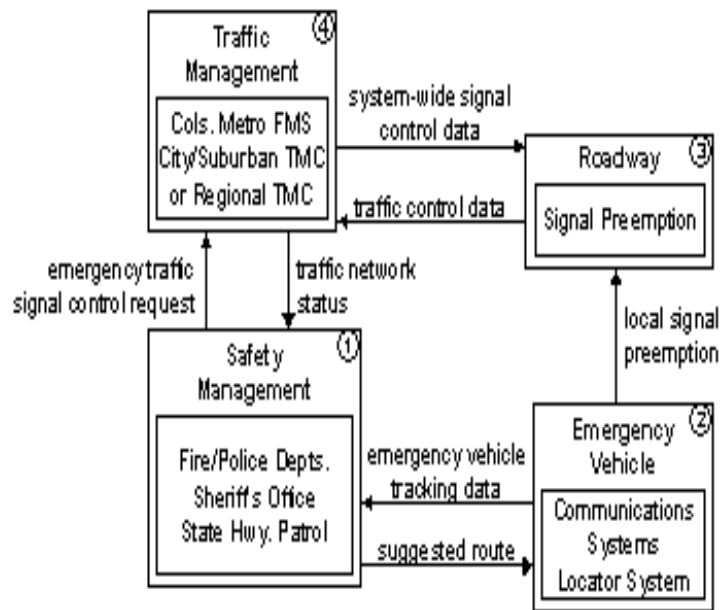 Traffic
Management
④
Cols. Metro FMS
City/Suburban TMC
or Regional TMC
system-wide signal
control data
Roadway
③
Signal Preemption
traffic control data
emergency traffic
signal control request
traffic network
status
local signal
preemption
Safety
Management
①
Fire/Police Depts.
Sheriff's Office
State Hwy. Patrol
emergency vehicle
tracking data
suggested route
Emergency
Vehicle
②
Communications
Systems
Locator System